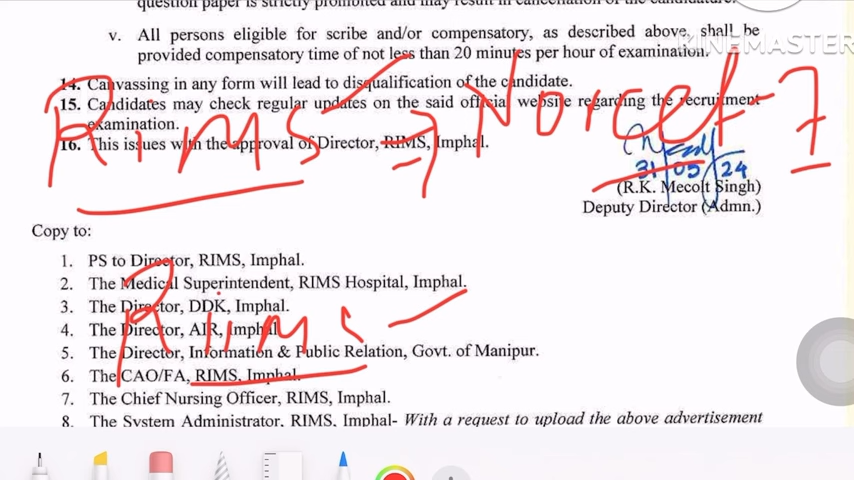 question paper is strictly prohibited and may result in cancellation of the candidature.
v. All persons eligible for scribe and/or compensatory, as described above, shall be
provided compensatory time of not less than 20 minutes per hour of examination.
KINEMASTER
14. Canvassing in any form will lead to disqualification of the candidate.
15. Candidates may check regular updates on the said official website regarding the recruitment
examination.
Rims => Norcet-7
16. This issues with the approval of Director, RIMS, Imphal.
31/05/24
(R.K. Mecolt Singh)
Deputy Director (Admn.)
Copy to:
1. PS to Director, RIMS, Imphal.
2. The Medical Superintendent, RIMS Hospital, Imphal.
3. The Director, DDK, Imphal.
4. The Director, AIR, Imphal
Rims
5. The Director, Information & Public Relation, Govt. of Manipur.
6. The CAO/FA, RIMS, Imphal.
7. The Chief Nursing Officer, RIMS, Imphal.
8. The System Administrator, RIMS, Imphal- With a request to upload the above advertisement